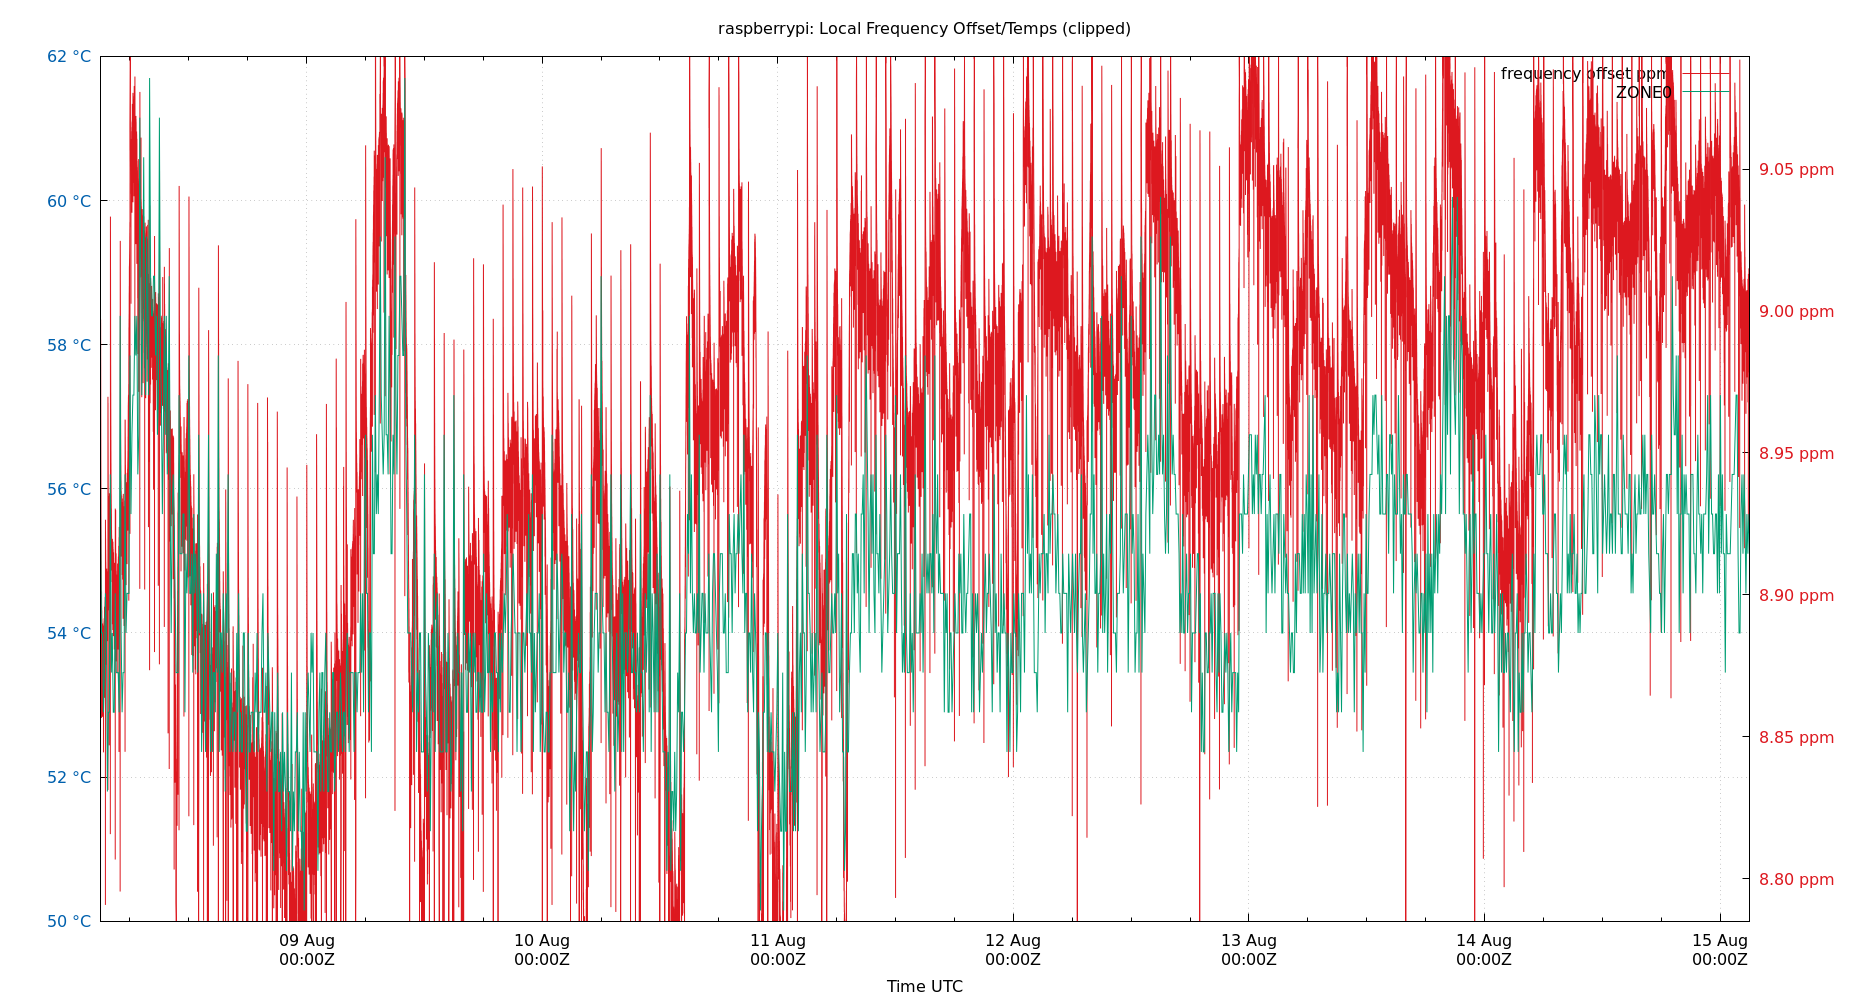 raspberrypi: Local Frequency Offset/Temps (clipped)
62 °C
60 °C
58 °C
56 °C
54 °C
52 °C
50 °C
frequency offset ppm
ZONE0
9.05 ppm
9.00 ppm
8.95 ppm
8.90 ppm
8.85 ppm
8.80 ppm
09 Aug 10 Aug 11 Aug 12 Aug 13 Aug 14 Aug 15 Aug
00:00Z 00:00Z 00:00Z 00:00Z 00:00Z 00:00Z 00:00Z
Time UTC